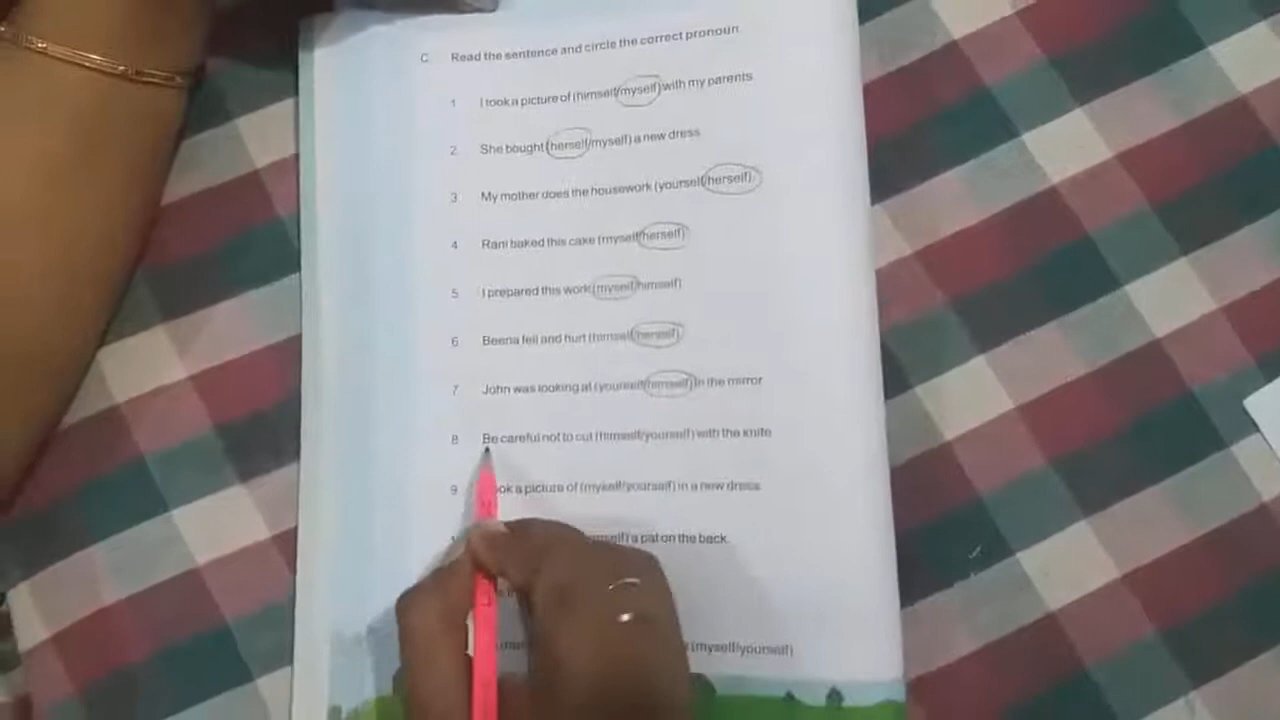 C. Read the sentence and circle the correct pronoun.
1 I took a picture of (himself/myself) with my parents
2. She bought (herself/myself) a new dress
3. My mother does the housework (yourself/herself).
4 Rani baked this cake (myself/herself)
5 I prepared this work (myself/himself)
6 Beena fell and hurt (himself/herself)
7. John was looking at (yourself/himself) in the mirror
8 Be careful not to cut (himself/yourself) with the knife
9 ook a picture of (myself/yourself) in a new dress
a pat on the back.
(myself/yourself)